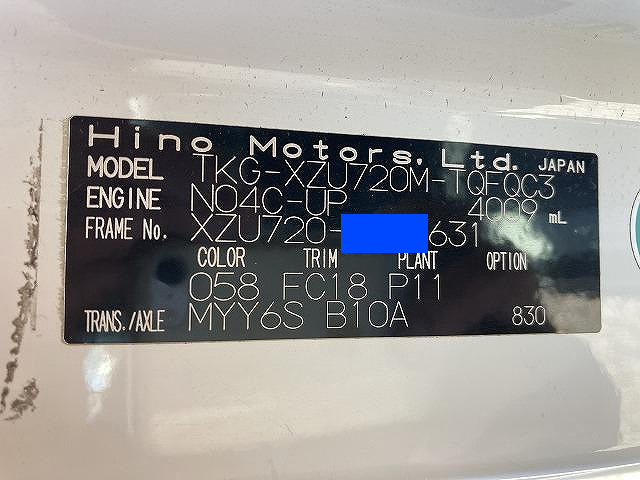 Hino Motors, Ltd. JAPAN
MODEL TKG-XZU720M-TQFQC3
ENGINE N04C-UP 4009 mL
FRAME No. XZU720- 631
COLOR TRIM PLANT OPTION
058 FC18 P11
TRANS./AXLE MYY6S B10A 830